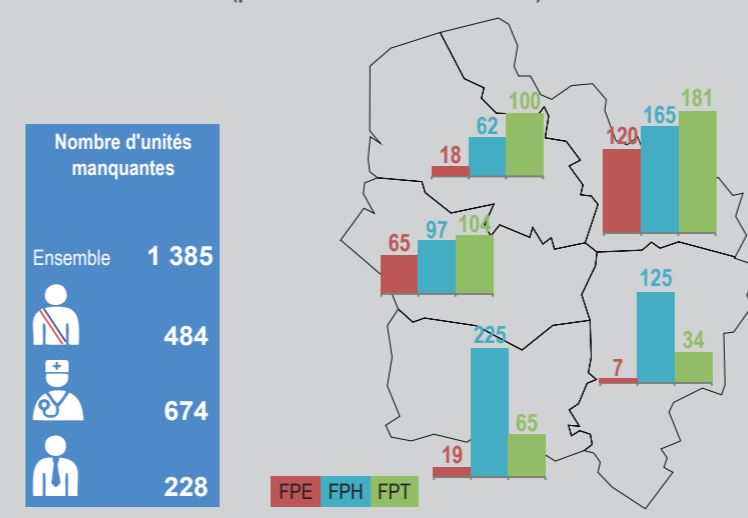 Nombre d'unités
manquantes
Ensemble 1 385
484
674
228
18 62 100
120 165 181
65 97 104
7 125 34
19 225 65
FPE FPH FPT